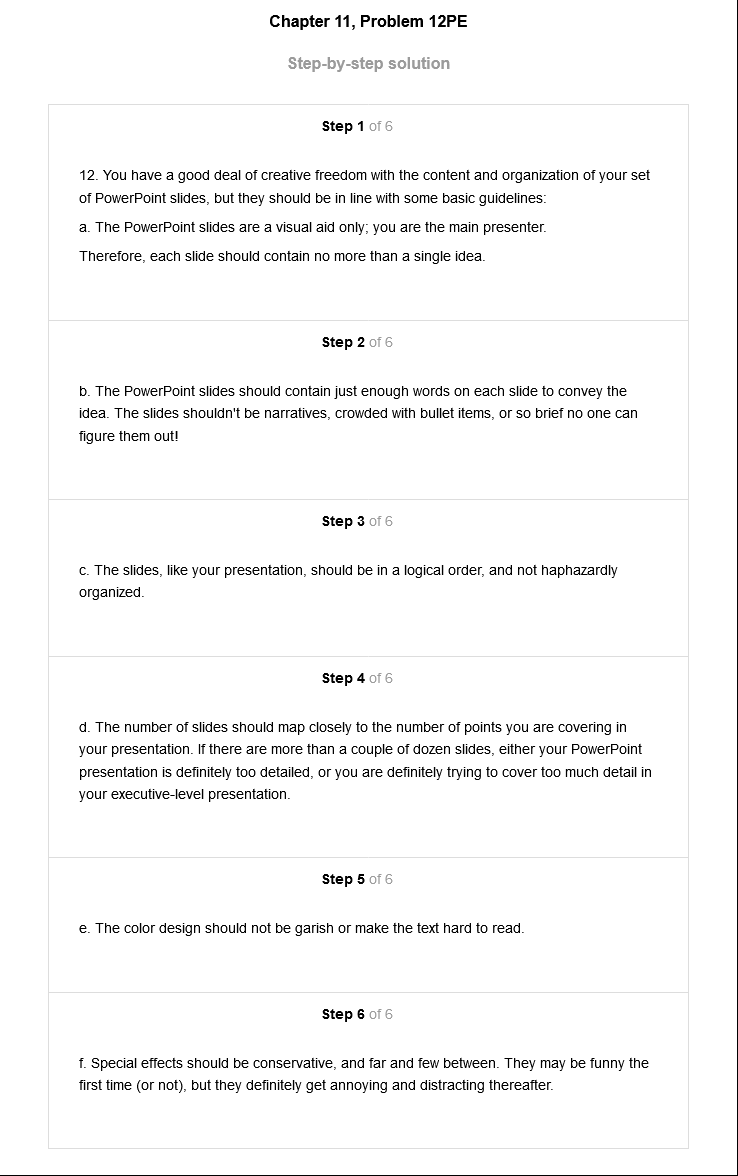 Chapter 11, Problem 12PE
Step-by-step solution
Step 1 of 6
12. You have a good deal of creative freedom with the content and organization of your set
of PowerPoint slides, but they should be in line with some basic guidelines:
a. The PowerPoint slides are a visual aid only; you are the main presenter.
Therefore, each slide should contain no more than a single idea.
Step 2 of 6
b. The PowerPoint slides should contain just enough words on each slide to convey the
idea. The slides shouldn't be narratives, crowded with bullet items, or so brief no one can
figure them out!
Step 3 of 6
c. The slides, like your presentation, should be in a logical order, and not haphazardly
organized.
Step 4 of 6
d. The number of slides should map closely to the number of points you are covering in
your presentation. If there are more than a couple of dozen slides, either your PowerPoint
presentation is definitely too detailed, or you are definitely trying to cover too much detail in
your executive-level presentation.
Step 5 of 6
e. The color design should not be garish or make the text hard to read.
Step 6 of 6
f. Special effects should be conservative, and far and few between. They may be funny the
first time (or not), but they definitely get annoying and distracting thereafter.